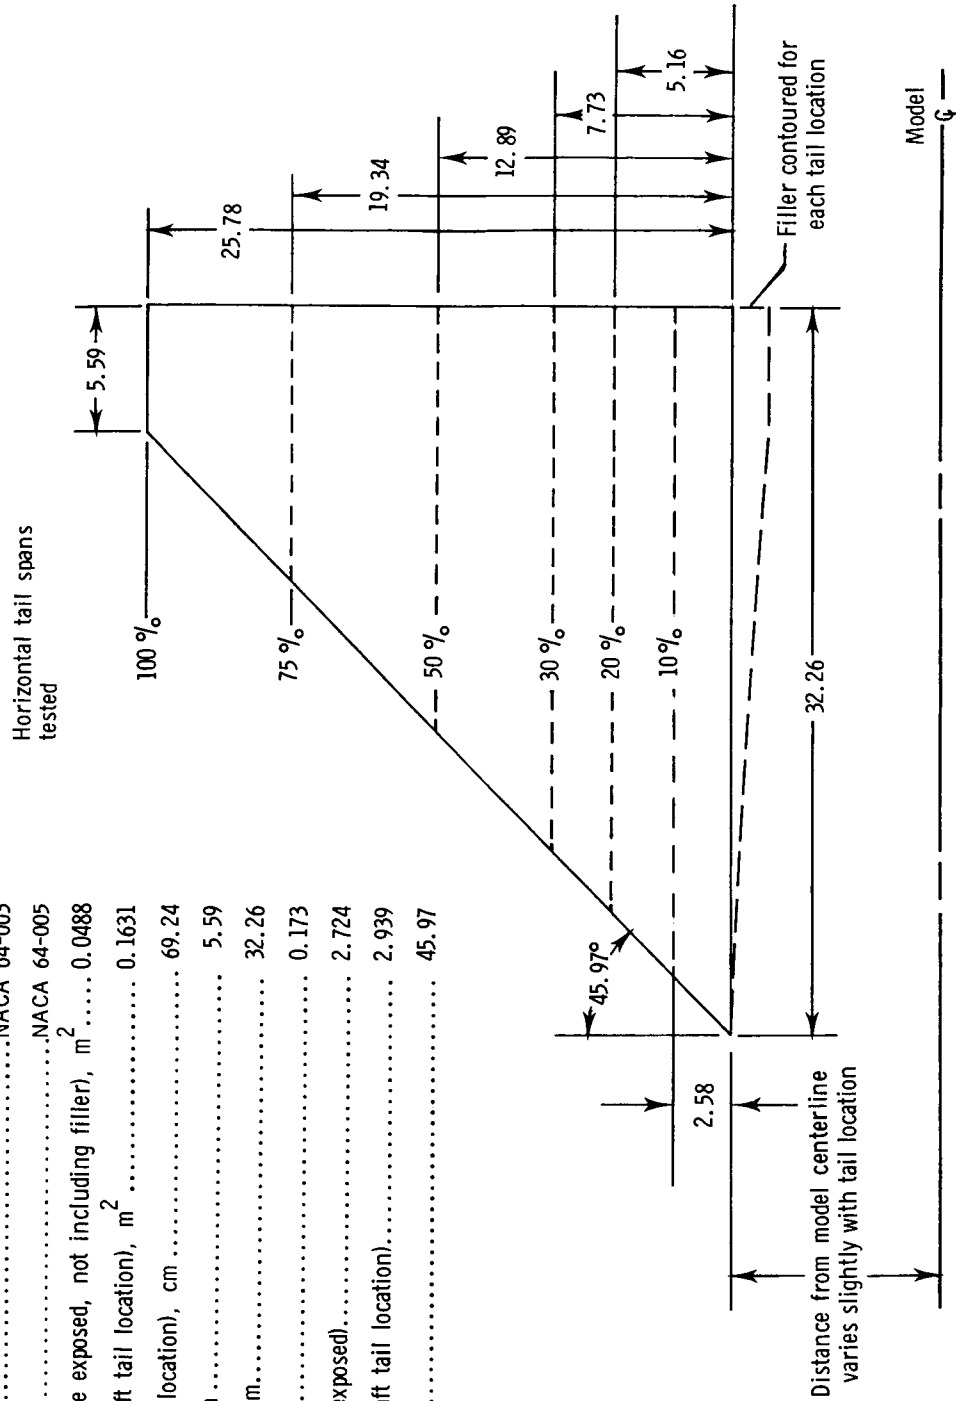 NACA 64-005
NACA 64-005
exposed, not including filler), m2 ..... 0.0488
tail location), m2 ..... 0.1631
location), cm ..... 69.24
5.59
32.26
0.173
exposed) ..... 2.724
tail location) ..... 2.939
45.97
Horizontal tail spans
tested
100 %
75 %
50 %
30 %
20 %
10%
5.59
25.78
19.34
12.89
7.73
5.16
45.97°
2.58
32.26
Filler contoured for
each tail location
Distance from model centerline
varies slightly with tail location
Model
℄